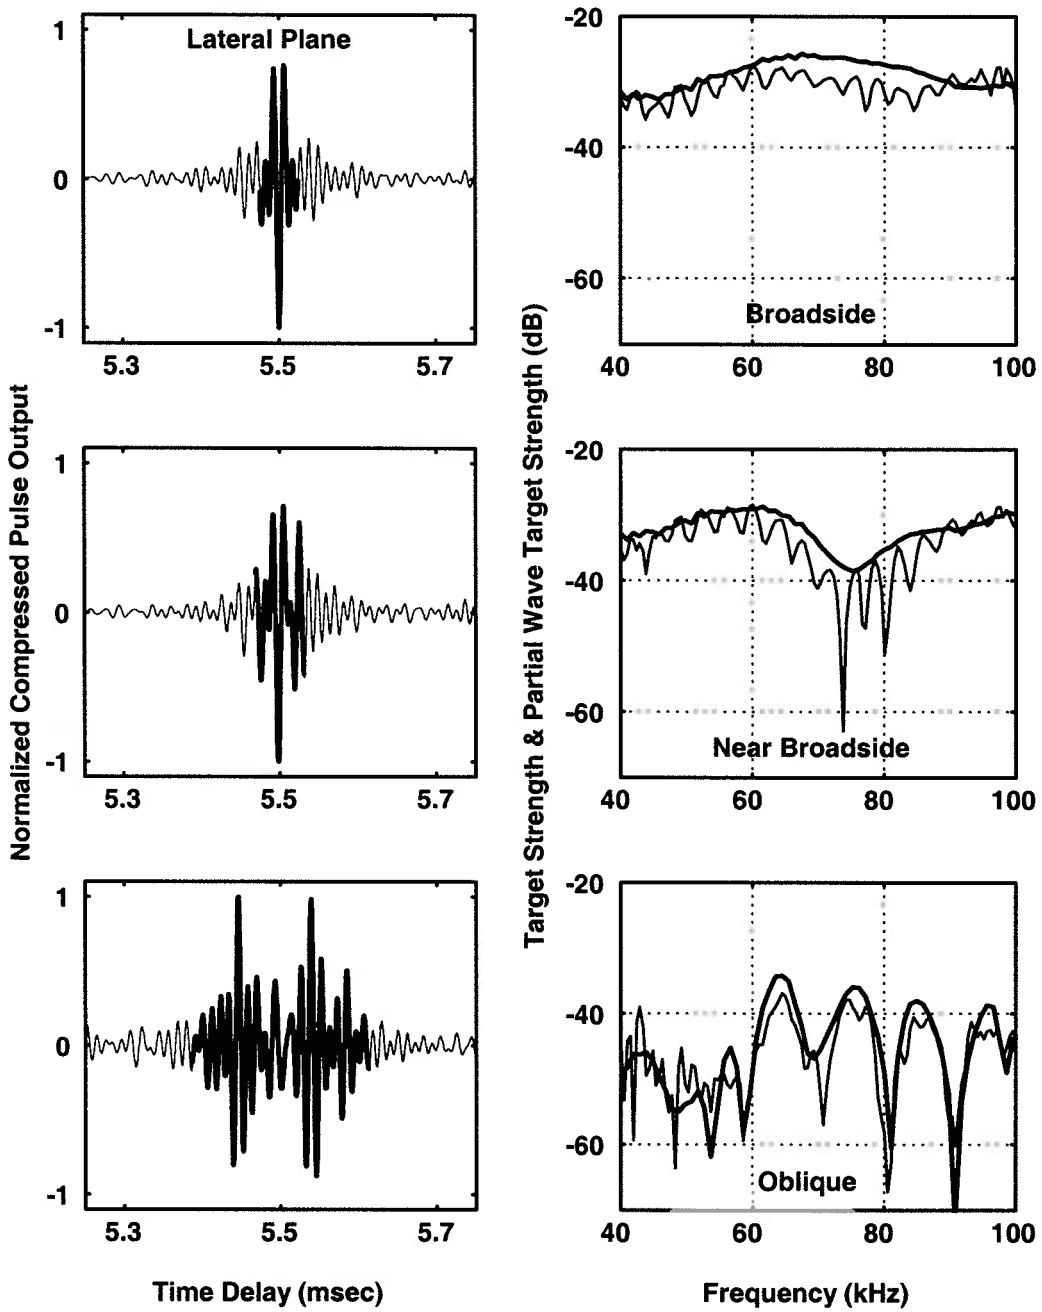 Normalized Compressed Pulse Output
Target Strength & Partial Wave Target Strength (dB)
1
Lateral Plane
0
-1
5.3 5.5 5.7
-20
-40
-60
Broadside
40 60 80 100
1
0
-1
5.3 5.5 5.7
-20
-40
-60
Near Broadside
40 60 80 100
1
0
-1
5.3 5.5 5.7
-20
-40
-60
Oblique
40 60 80 100
Time Delay (msec)
Frequency (kHz)